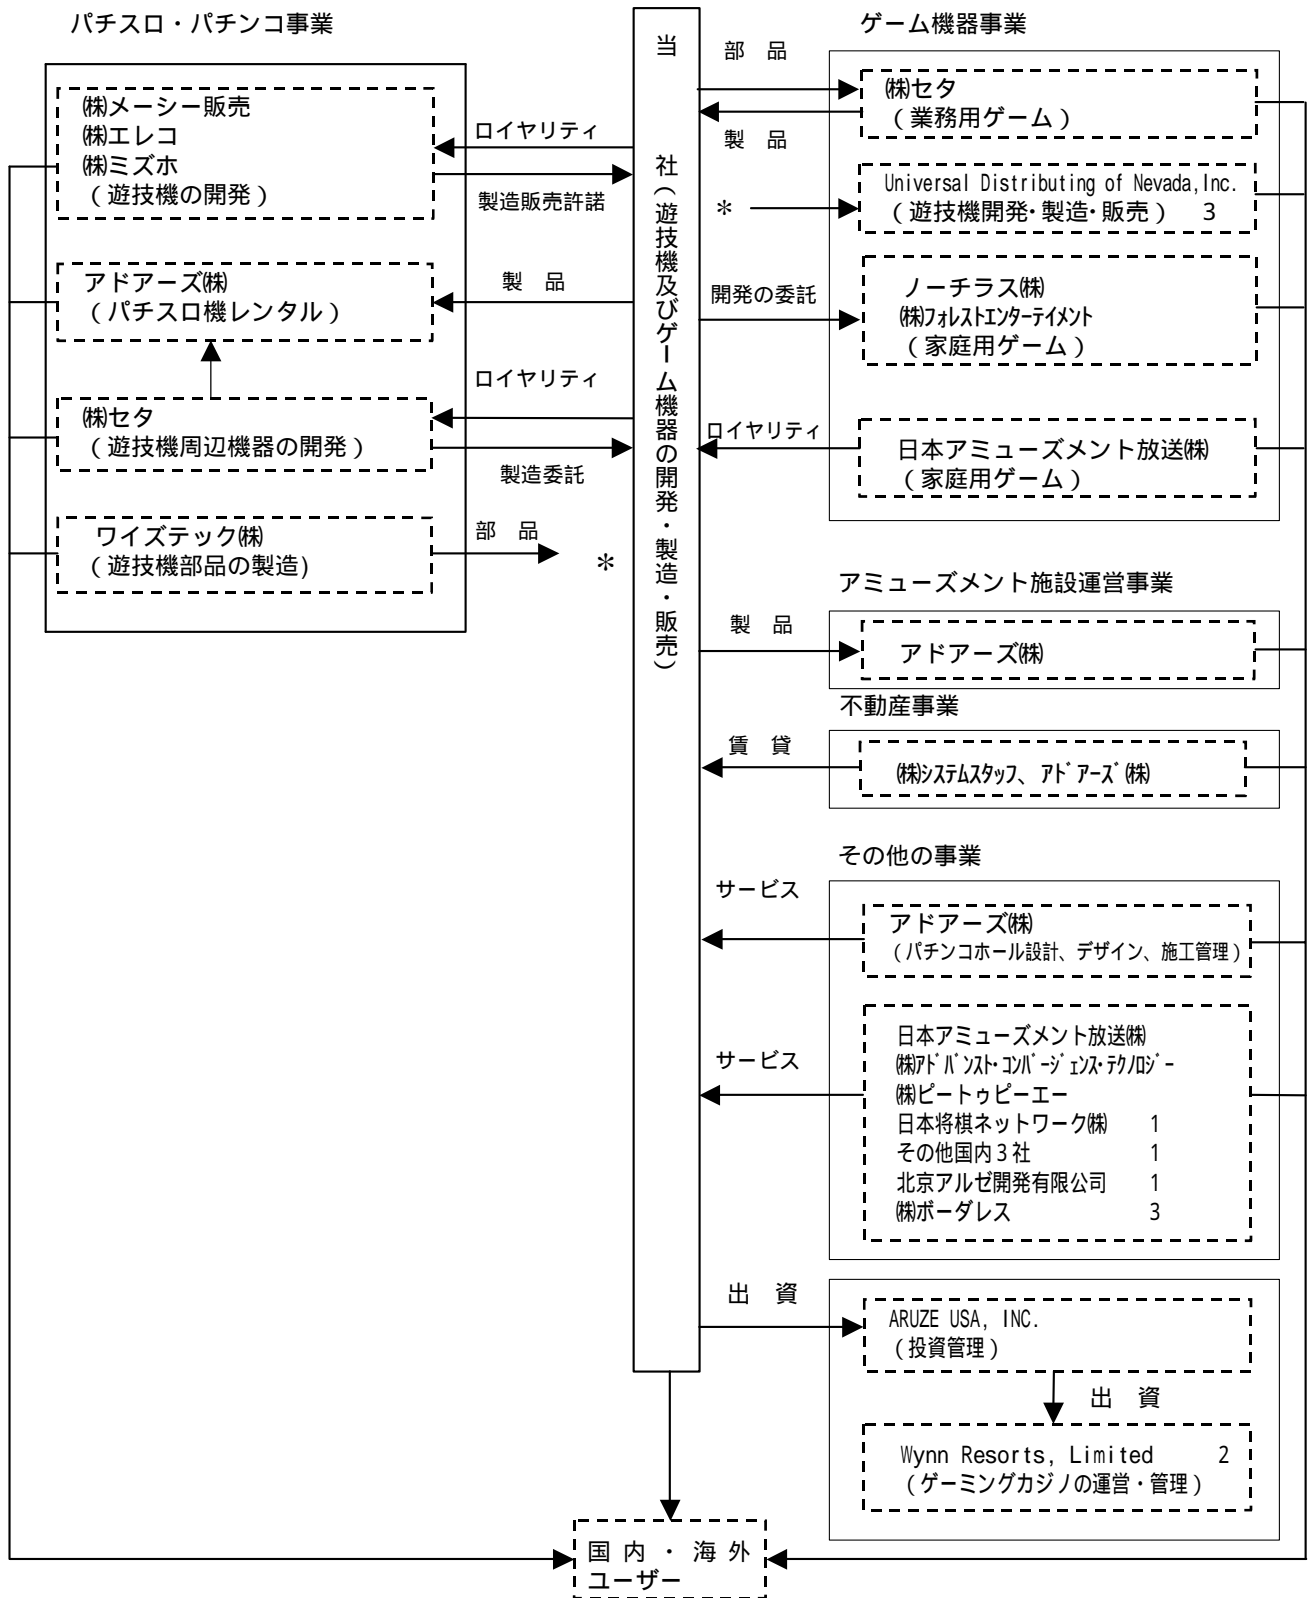 パチスロ・パチンコ事業
㈱メーシー販売
㈱エレコ
㈱ミズホ
(遊技機の開発)
ロイヤリティ
製造販売許諾
アドアーズ㈱
(パチスロ機レンタル)
製 品
㈱セタ
(遊技機周辺機器の開発)
ロイヤリティ
製造委託
ワイズテック㈱
(遊技機部品の製造)
部 品
＊
当 社(遊技機及びゲーム機器の開発・製造・販売)
ゲーム機器事業
部 品
㈱セタ
(業務用ゲーム)
製 品
Universal Distributing of Nevada,Inc.
(遊技機開発・製造・販売) 3
＊
開発の委託
ノーチラス㈱
㈱フォレストエンターテイメント
(家庭用ゲーム)
ロイヤリティ
日本アミューズメント放送㈱
(家庭用ゲーム)
アミューズメント施設運営事業
製 品
アドアーズ㈱
不動産事業
賃 貸
㈱システムスタッフ、アドアーズ㈱
その他の事業
サービス
アドアーズ㈱
(パチンコホール設計、デザイン、施工管理)
サービス
日本アミューズメント放送㈱
㈱アドバンスト・コンバージェンス・テクノロジー
㈱ピートゥピーエー
日本将棋ネットワーク㈱ 1
その他国内3社 1
北京アルゼ開発有限公司 1
㈱ボーダレス 3
出 資
ARUZE USA, INC.
(投資管理)
出 資
Wynn Resorts, Limited 2
(ゲーミングカジノの運営・管理)
国 内 ・ 海 外
ユーザー